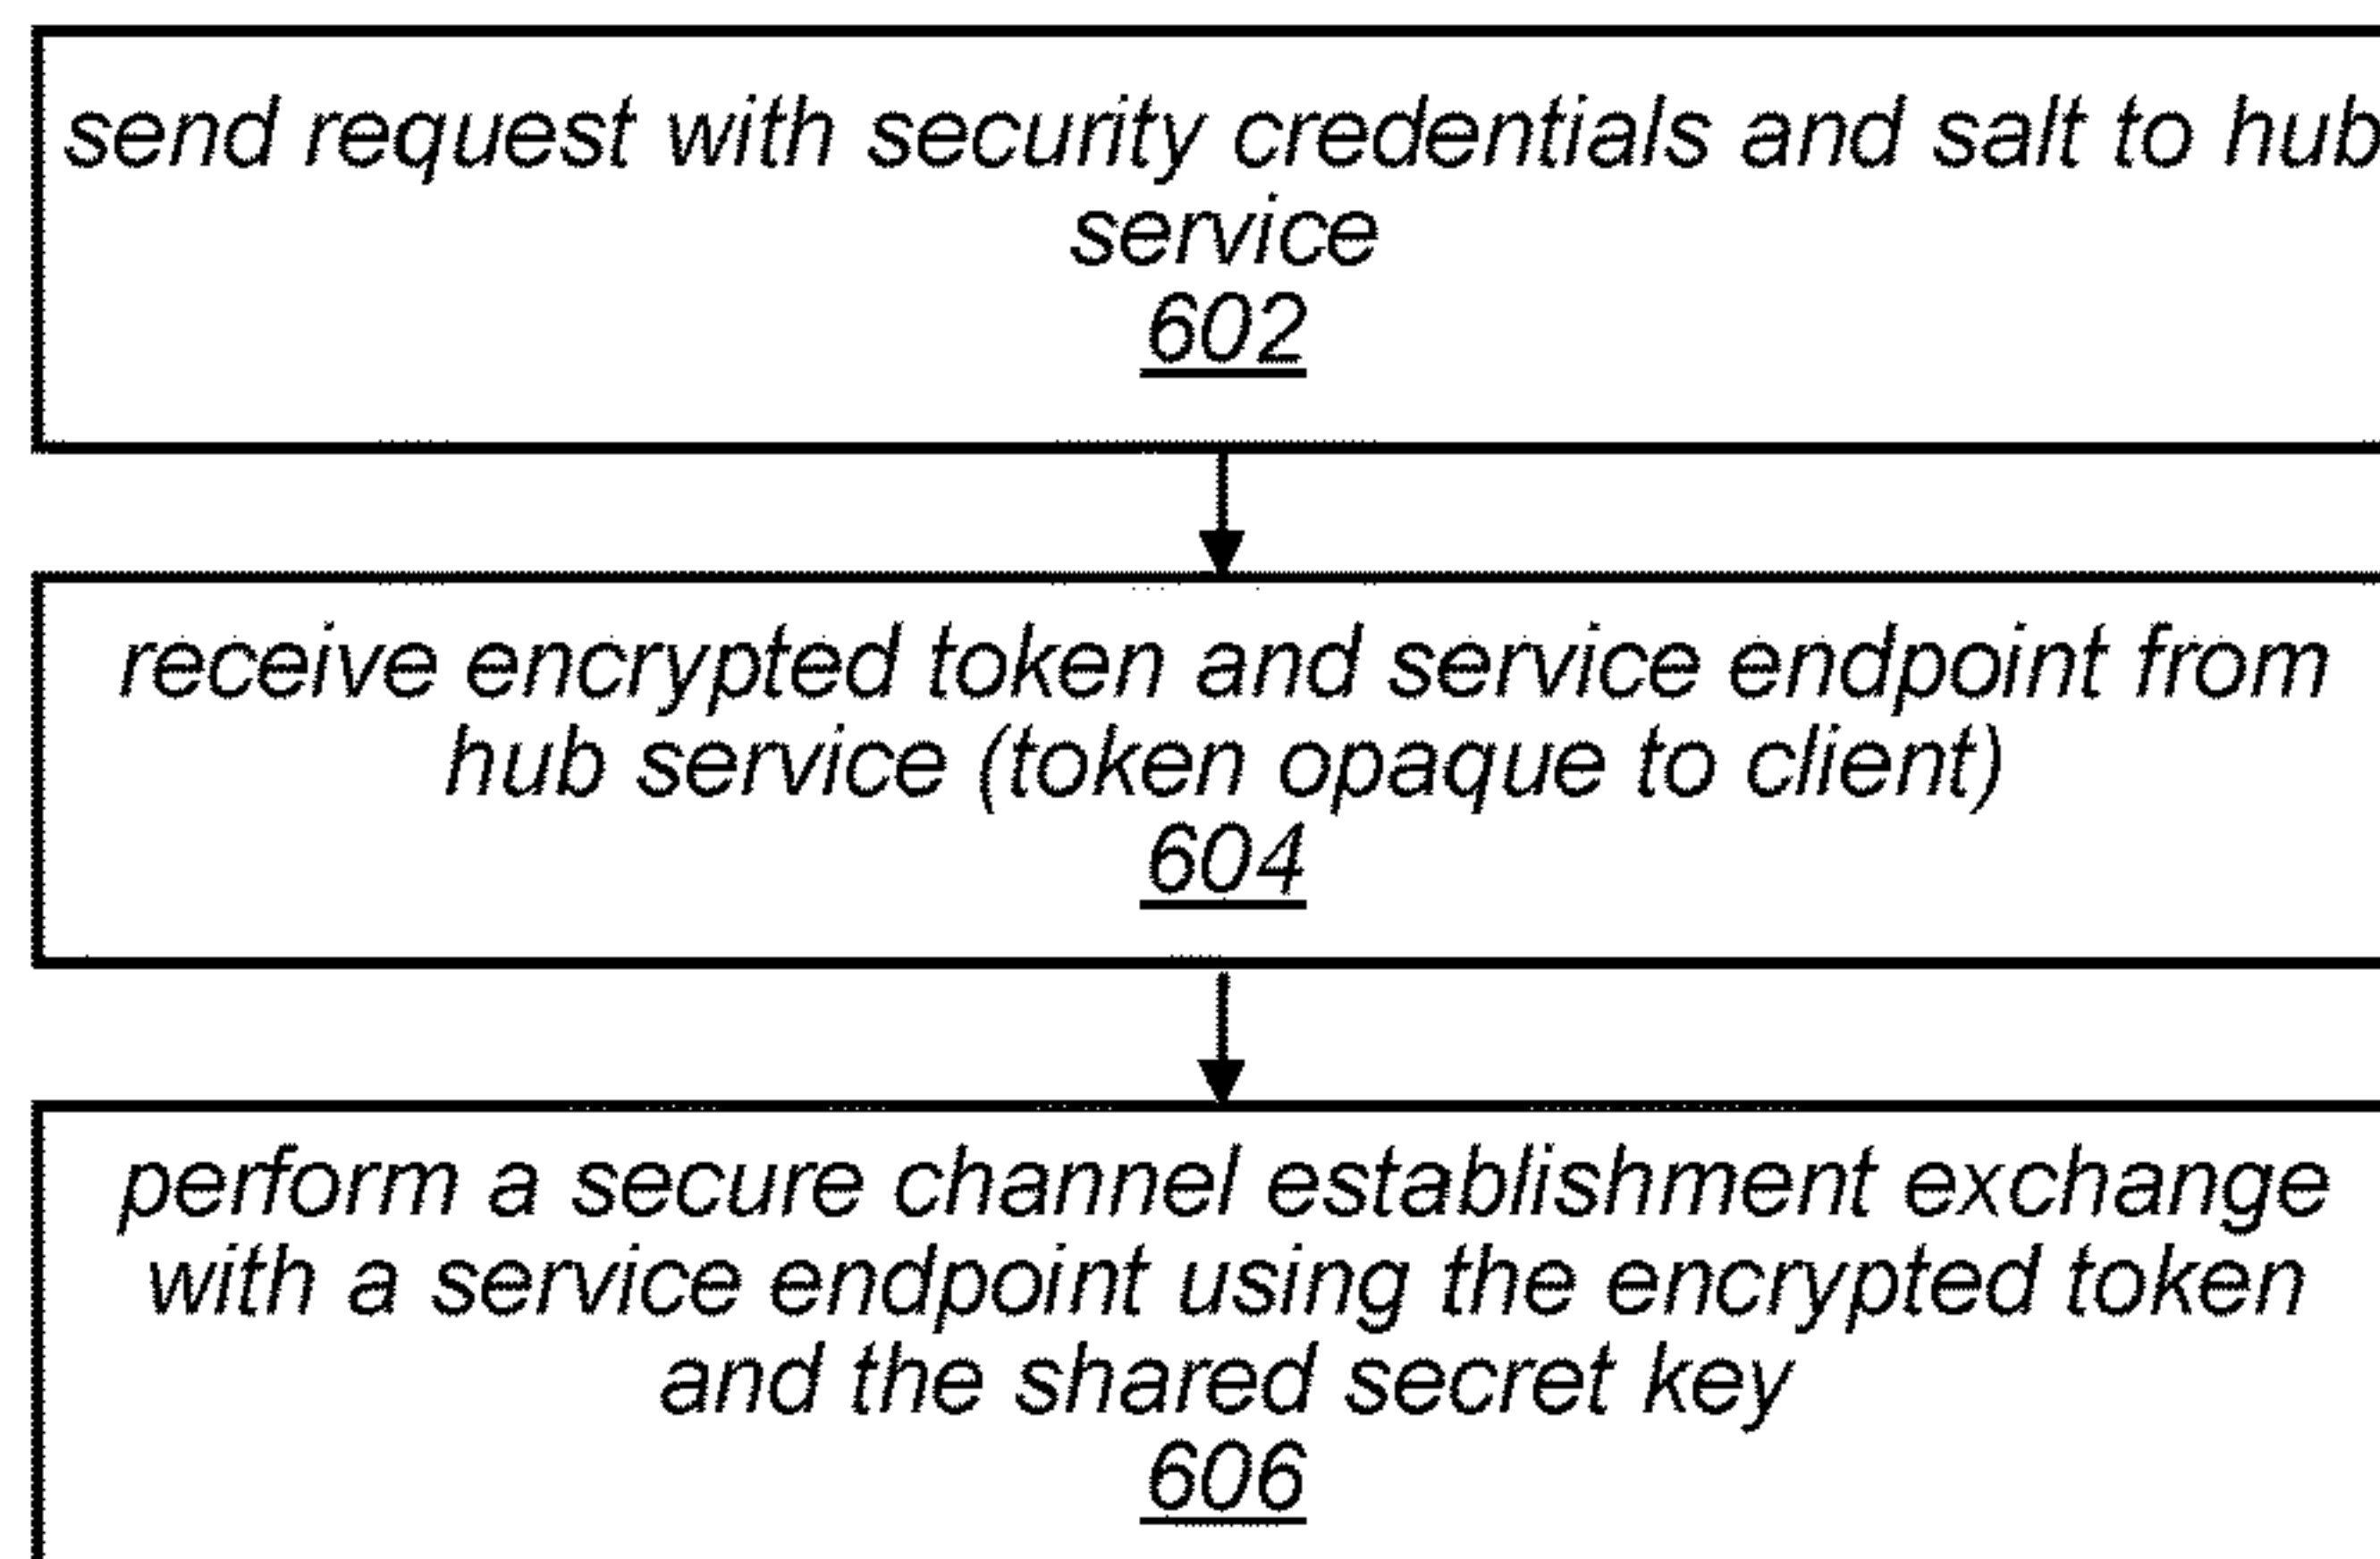 send request with security credentials and salt to hub
service
602
receive encrypted token and service endpoint from
hub service (token opaque to client)
604
perform a secure channel establishment exchange
with a service endpoint using the encrypted token
and the shared secret key
606